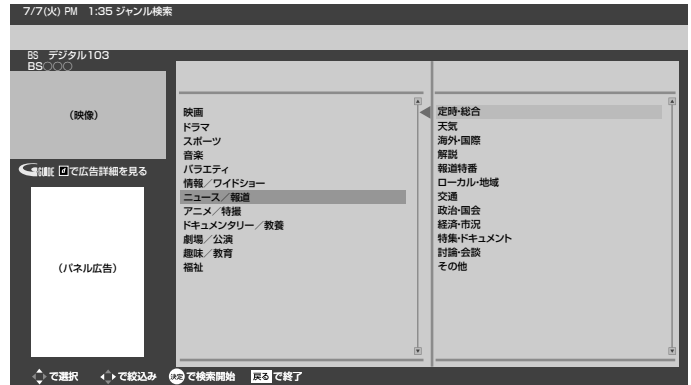 7/7(火) PM 1:35 ジャンル検索
BS デジタル103
BS○○○
(映像)
GGUIDE dで広告詳細を見る
(パネル広告)
映画
ドラマ
スポーツ
音楽
バラエティ
情報／ワイドショー
ニュース／報道
アニメ／特撮
ドキュメンタリー／教養
劇場／公演
趣味／教育
福祉
定時・総合
天気
海外・国際
解説
報道特番
ローカル・地域
交通
政治・国会
経済・市況
特集・ドキュメント
討論・会談
その他
で選択 で絞込み 決定で検索開始 戻るで終了